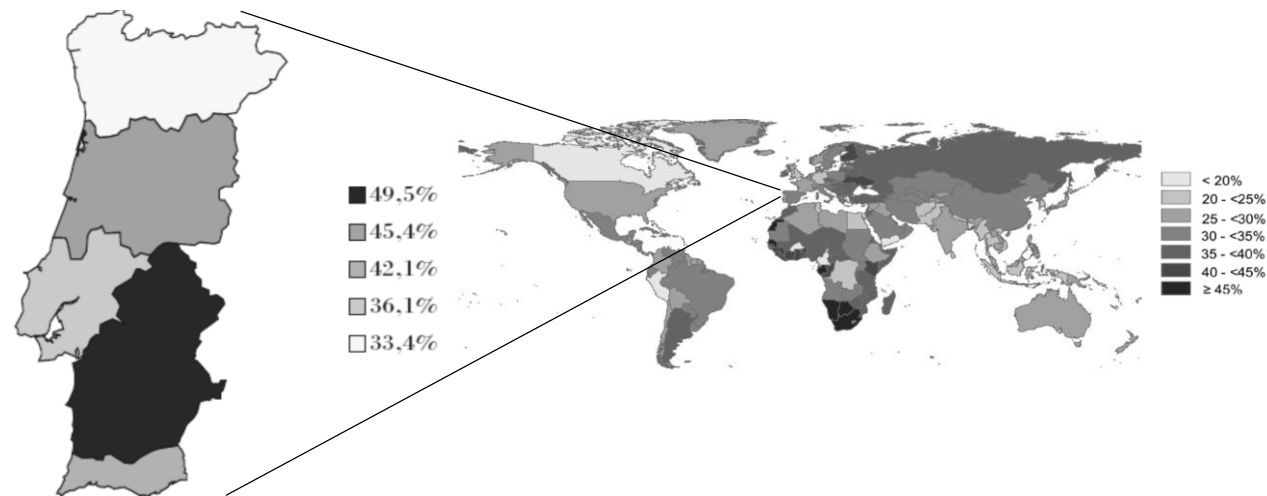 49,5%
45,4%
42,1%
36,1%
33,4%
< 20%
20 - <25%
25 - <30%
30 - <35%
35 - <40%
40 - <45%
≥ 45%